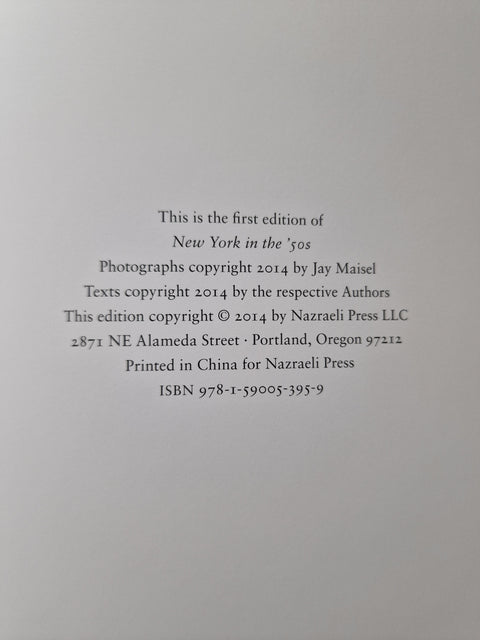 This is the first edition of
New York in the '50s
Photographs copyright 2014 by Jay Maisel
Texts copyright 2014 by the respective Authors
This edition copyright © 2014 by Nazraeli Press LLC
2871 NE Alameda Street · Portland, Oregon 97212
Printed in China for Nazraeli Press
ISBN 978-1-59005-395-9